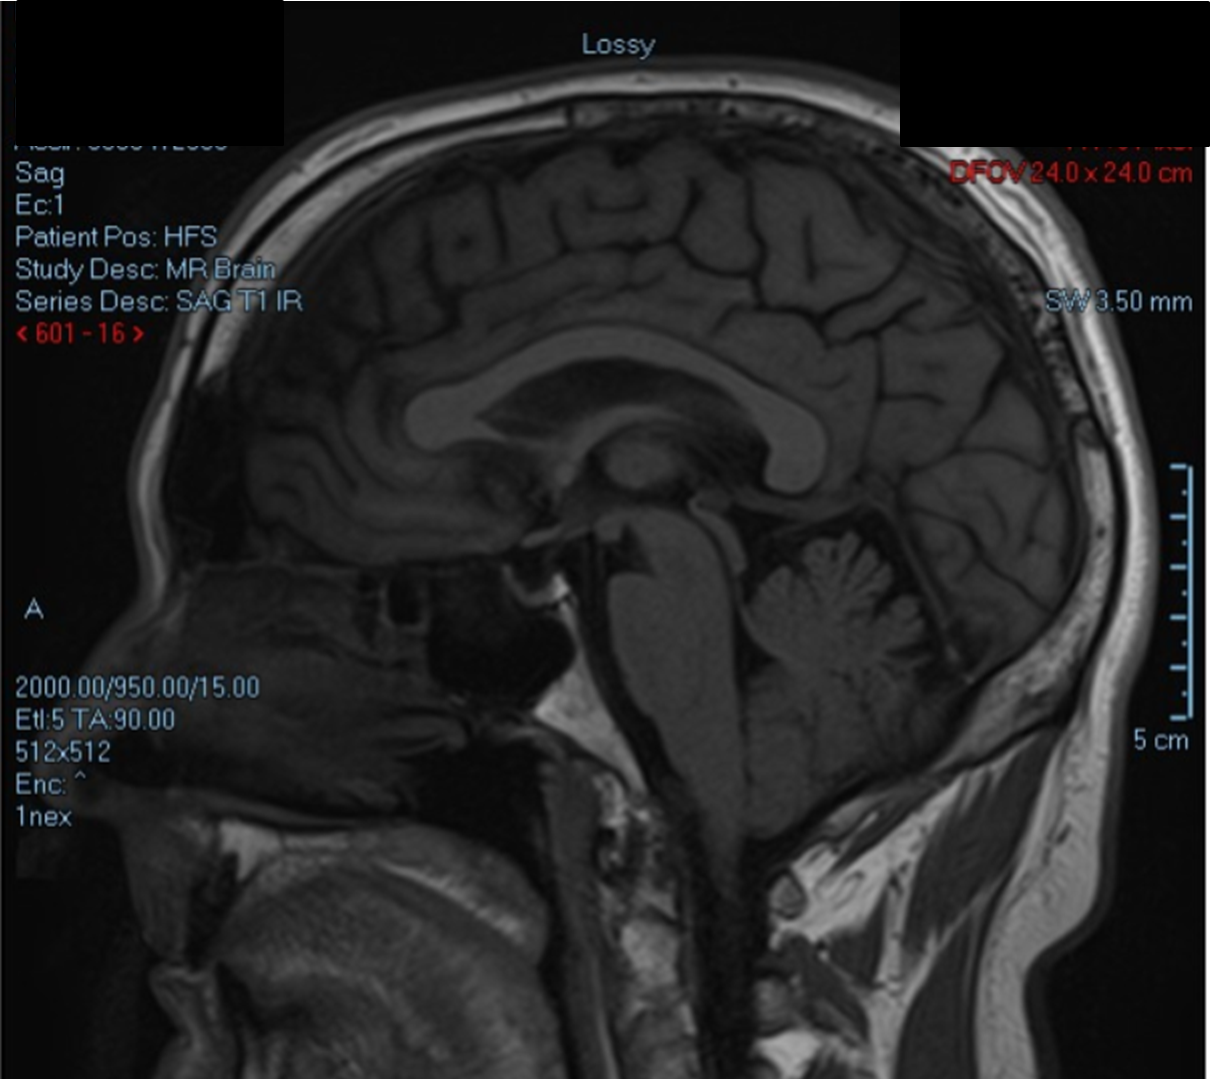 Lossy
DFOV 24.0 x 24.0 cm
Sag
Ec:1
Patient Pos: HFS
Study Desc: MR Brain
Series Desc: SAG T1 IR
SW 3.50 mm
< 601 - 16 >
A
2000.00/950.00/15.00
Etl:5 TA:90.00
512x512
5 cm
Enc: ^
1nex